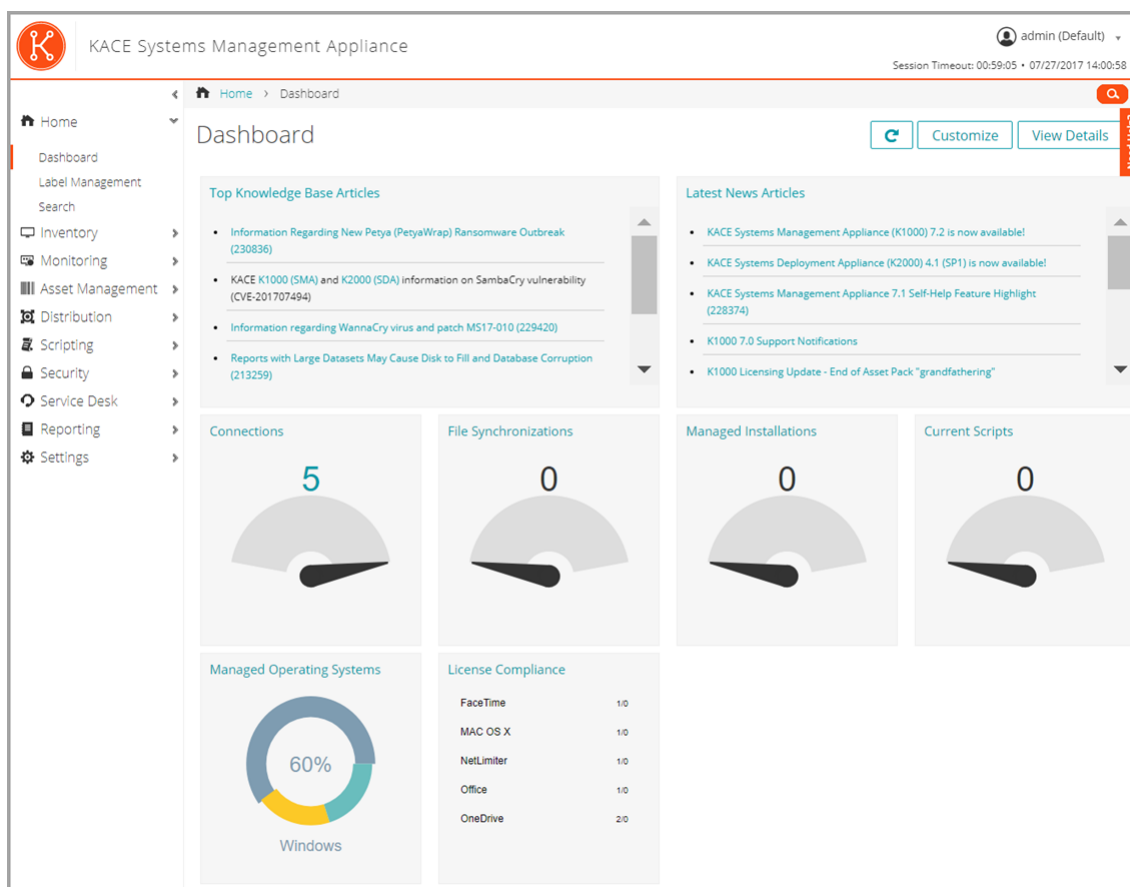 KACE Systems Management Appliance
admin (Default)
Session Timeout: 00:59:05 • 07/27/2017 14:00:58
Home
Dashboard
Label Management
Search
Inventory
Monitoring
Asset Management
Distribution
Scripting
Security
Service Desk
Reporting
Settings
Home › Dashboard
Dashboard
Customize
View Details
Top Knowledge Base Articles
• Information Regarding New Petya (PetyaWrap) Ransomware Outbreak
(230836)
• KACE K1000 (SMA) and K2000 (SDA) information on SambaCry vulnerability
(CVE-201707494)
• Information regarding WannaCry virus and patch MS17-010 (229420)
• Reports with Large Datasets May Cause Disk to Fill and Database Corruption
(213259)
Latest News Articles
• KACE Systems Management Appliance (K1000) 7.2 is now available!
• KACE Systems Deployment Appliance (K2000) 4.1 (SP1) is now available!
• KACE Systems Management Appliance 7.1 Self-Help Feature Highlight
(228374)
• K1000 7.0 Support Notifications
• K1000 Licensing Update - End of Asset Pack "grandfathering"
Connections
5
File Synchronizations
0
Managed Installations
0
Current Scripts
0
Managed Operating Systems
60%
Windows
License Compliance
FaceTime 1/0
MAC OS X 1/0
NetLimiter 1/0
Office 1/0
OneDrive 2/0